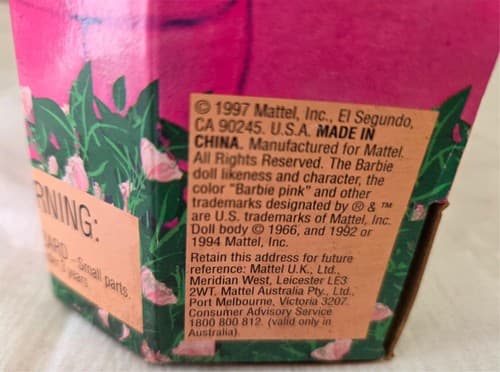 © 1997 Mattel, Inc., El Segundo,
CA 90245. U.S.A. MADE IN
CHINA. Manufactured for Mattel.
All Rights Reserved. The Barbie
doll likeness and character, the
color "Barbie pink" and other
trademarks designated by ® & ™
are U.S. trademarks of Mattel, Inc.
Doll body © 1966, and 1992 or
1994 Mattel, Inc.
Retain this address for future
reference: Mattel U.K., Ltd.,
Meridian West, Leicester LE3
2WT. Mattel Australia Pty., Ltd.,
Port Melbourne, Victoria 3207.
Consumer Advisory Service
1800 800 812. (valid only in
Australia).
RNING:
ARD -Small parts.
years